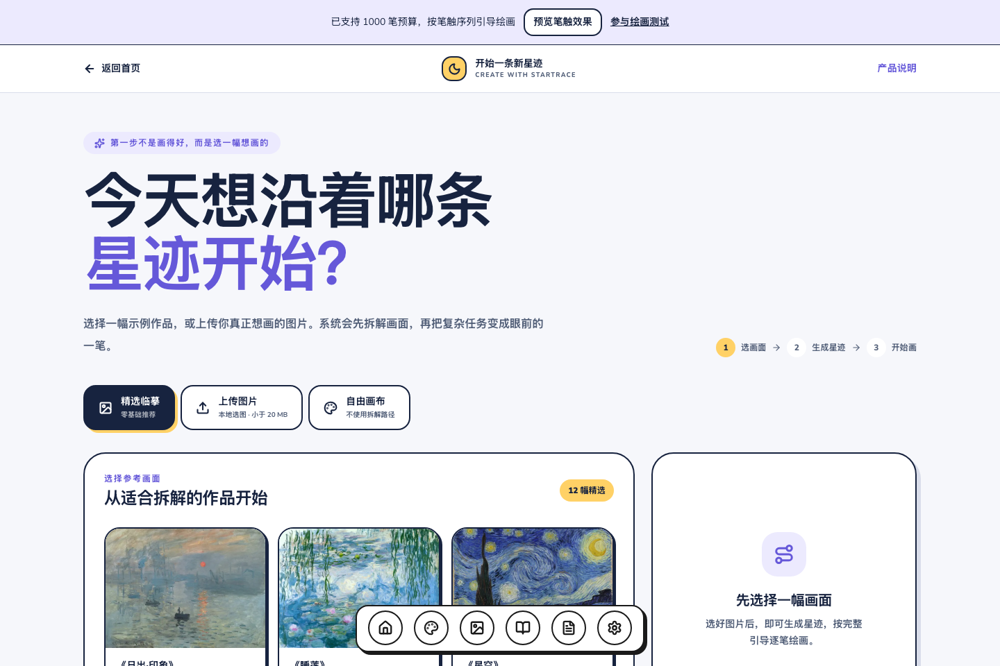 已支持 1000 笔预算，按笔触序列引导绘画
预览笔触效果
参与绘画测试
返回首页
开始一条新星迹
CREATE WITH STARTRACE
产品说明
第一步不是画得好，而是选一幅想画的
今天想沿着哪条
星迹开始?
选择一幅示例作品，或上传你真正想画的图片。系统会先拆解画面，再把复杂任务变成眼前的
一笔。
1 选画面 → 2 生成星迹 → 3 开始画
精选临摹
零基础推荐
上传图片
本地选图 · 小于 20 MB
自由画布
不使用拆解路径
选择参考画面
从适合拆解的作品开始
12 幅精选
先选择一幅画面
选好图片后，即可生成星迹，按完整
引导逐笔绘画。
《日出·印象》
《睡莲》
《星空》